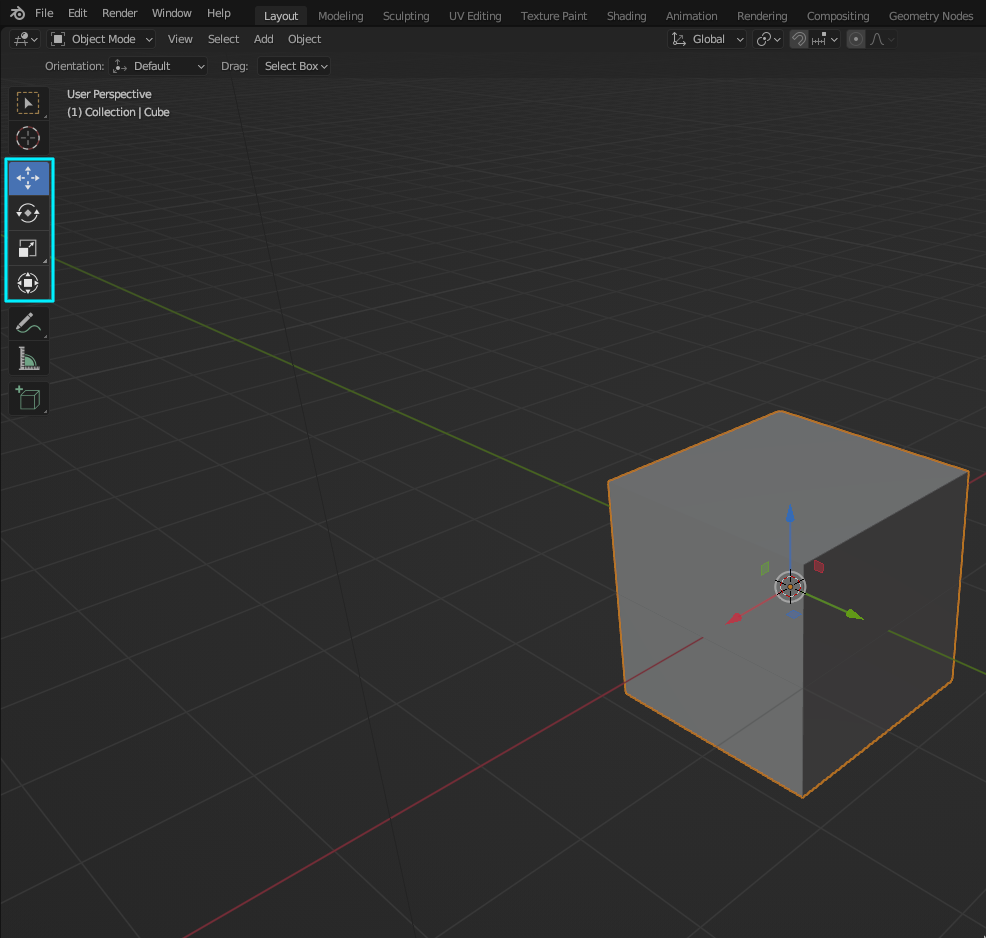 File Edit Render Window Help Layout Modeling Sculpting UV Editing Texture Paint Shading Animation Rendering Compositing Geometry Nodes
Object Mode View Select Add Object Global
Orientation: Default Drag: Select Box
User Perspective
(1) Collection | Cube